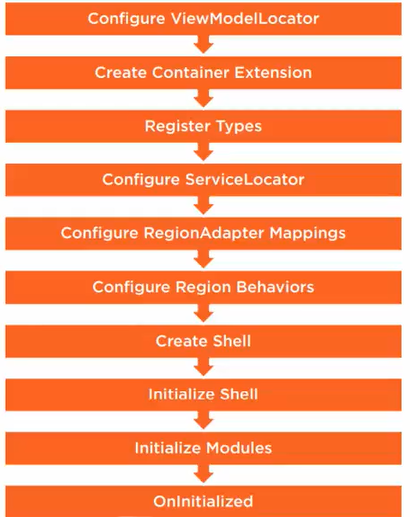 Configure ViewModelLocator
Create Container Extension
Register Types
Configure ServiceLocator
Configure RegionAdapter Mappings
Configure Region Behaviors
Create Shell
Initialize Shell
Initialize Modules
OnInitialized